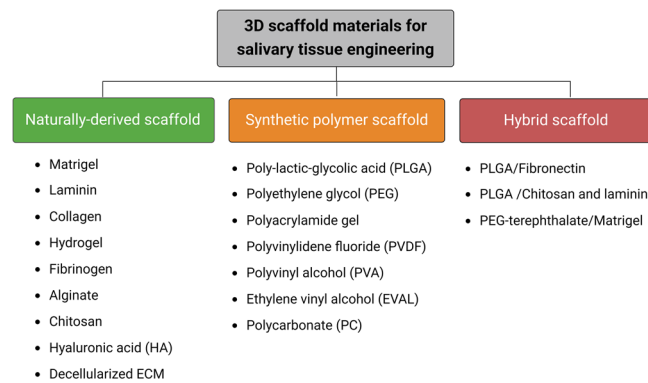 3D scaffold materials for
salivary tissue engineering
Naturally-derived scaffold
Matrigel
Laminin
Collagen
Hydrogel
Fibrinogen
Alginate
Chitosan
Hyaluronic acid (HA)
Decellularized ECM
Synthetic polymer scaffold
Poly-lactic-glycolic acid (PLGA)
Polyethylene glycol (PEG)
Polyacrylamide gel
Polyvinylidene fluoride (PVDF)
Polyvinyl alcohol (PVA)
Ethylene vinyl alcohol (EVAL)
Polycarbonate (PC)
Hybrid scaffold
PLGA/Fibronectin
PLGA /Chitosan and laminin
PEG-terephthalate/Matrigel